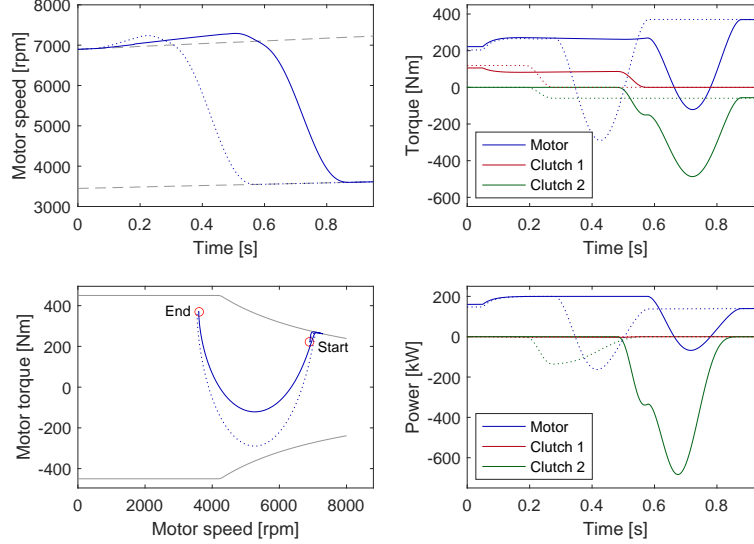 8000
7000
6000
5000
4000
3000
Motor speed [rpm]
0
0.2
0.4
0.6
0.8
Time [s]
400
200
0
-200
-400
-600
Torque [Nm]
Motor
Clutch 1
Clutch 2
0
0.2
0.4
0.6
0.8
Time [s]
400
200
0
-200
-400
Motor torque [Nm]
End
Start
0
2000
4000
6000
8000
Motor speed [rpm]
200
0
-200
-400
-600
Power [kW]
Motor
Clutch 1
Clutch 2
0
0.2
0.4
0.6
0.8
Time [s]